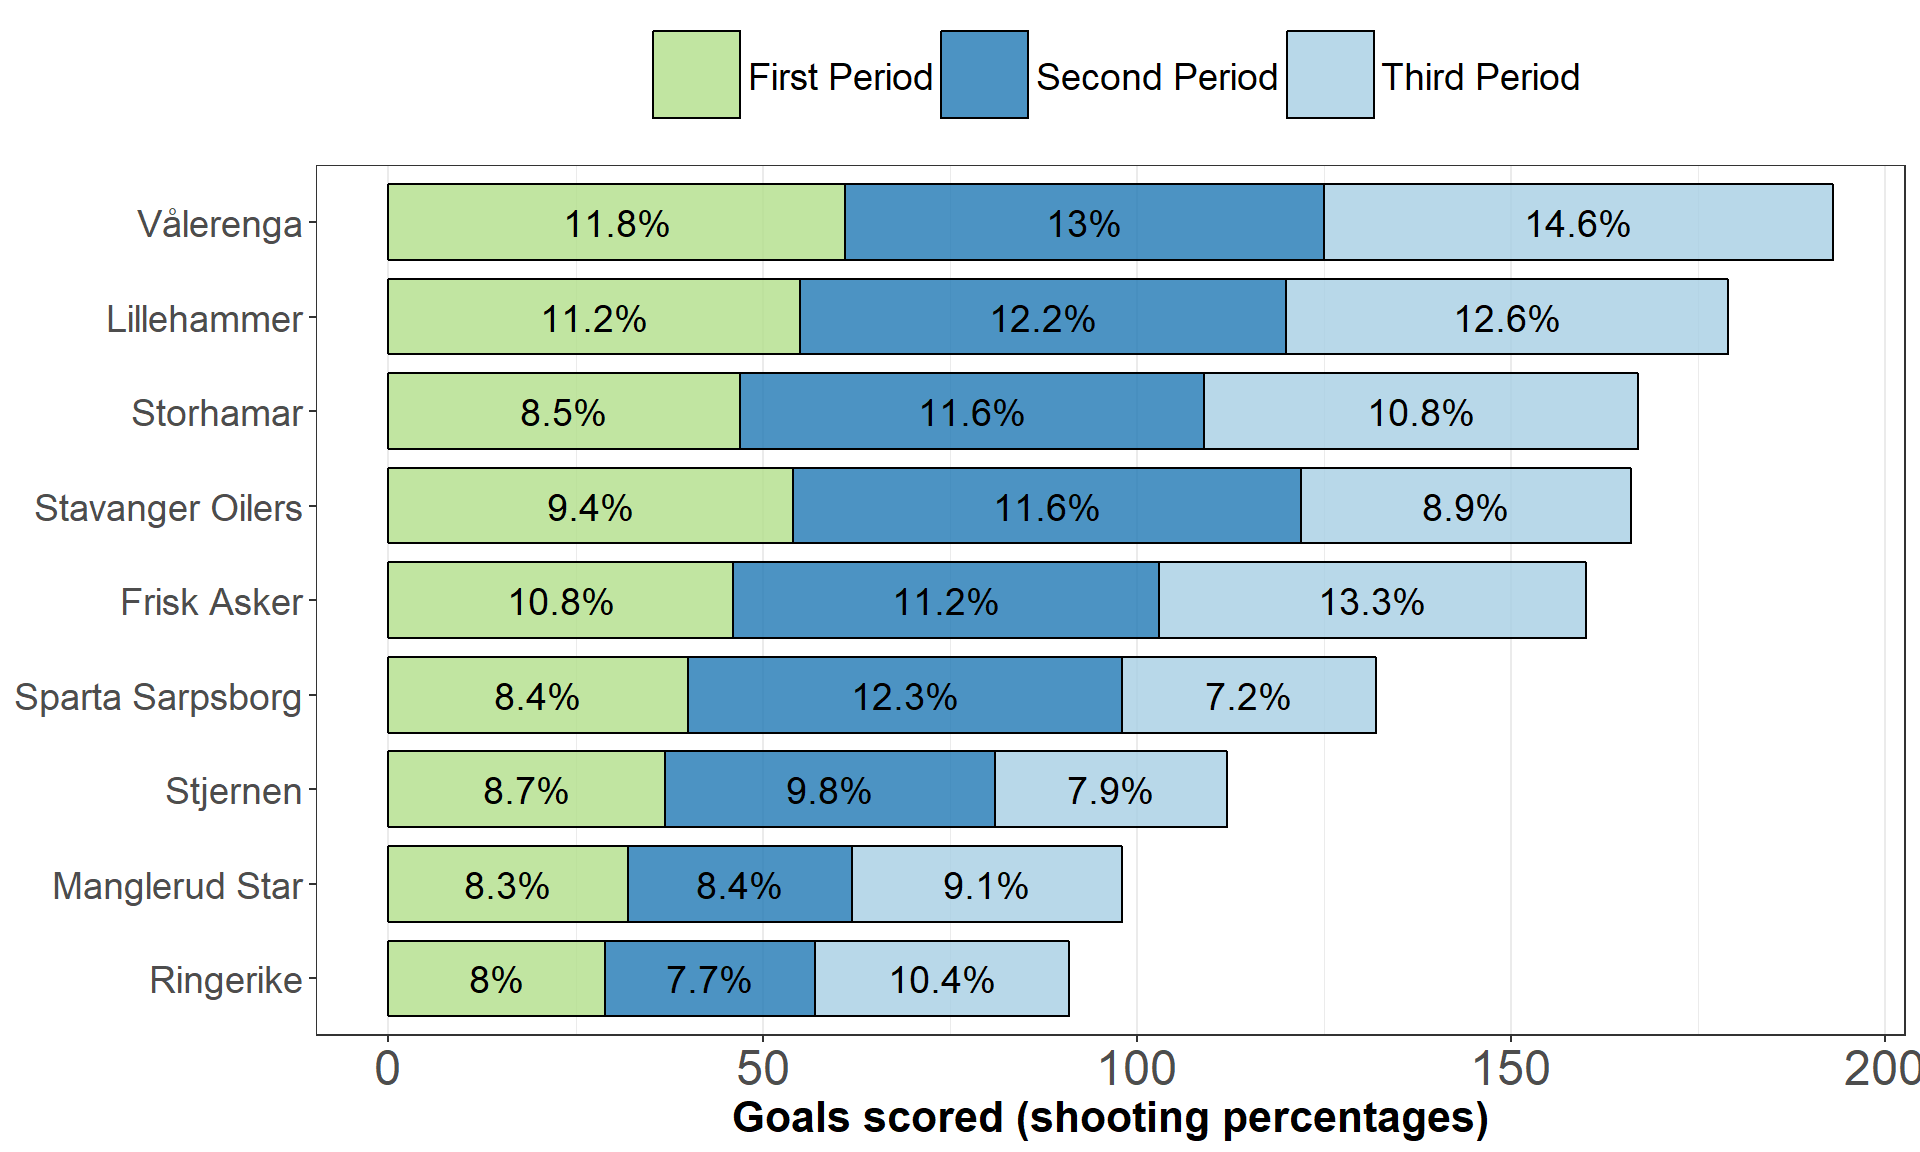 First Period Second Period Third Period
Vålerenga 11.8% 13% 14.6%
Lillehammer 11.2% 12.2% 12.6%
Storhamar 8.5% 11.6% 10.8%
Stavanger Oilers 9.4% 11.6% 8.9%
Frisk Asker 10.8% 11.2% 13.3%
Sparta Sarpsborg 8.4% 12.3% 7.2%
Stjernen 8.7% 9.8% 7.9%
Manglerud Star 8.3% 8.4% 9.1%
Ringerike 8% 7.7% 10.4%
0 50 100 150 200
Goals scored (shooting percentages)